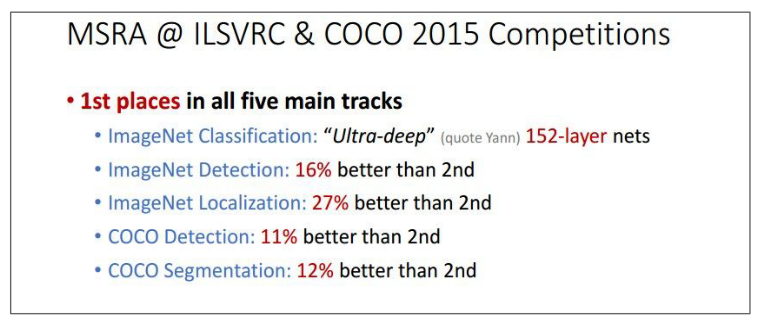 MSRA @ ILSVRC & COCO 2015 Competitions
• 1st places in all five main tracks
• ImageNet Classification: “Ultra-deep” (quote Yann) 152-layer nets
• ImageNet Detection: 16% better than 2nd
• ImageNet Localization: 27% better than 2nd
• COCO Detection: 11% better than 2nd
• COCO Segmentation: 12% better than 2nd